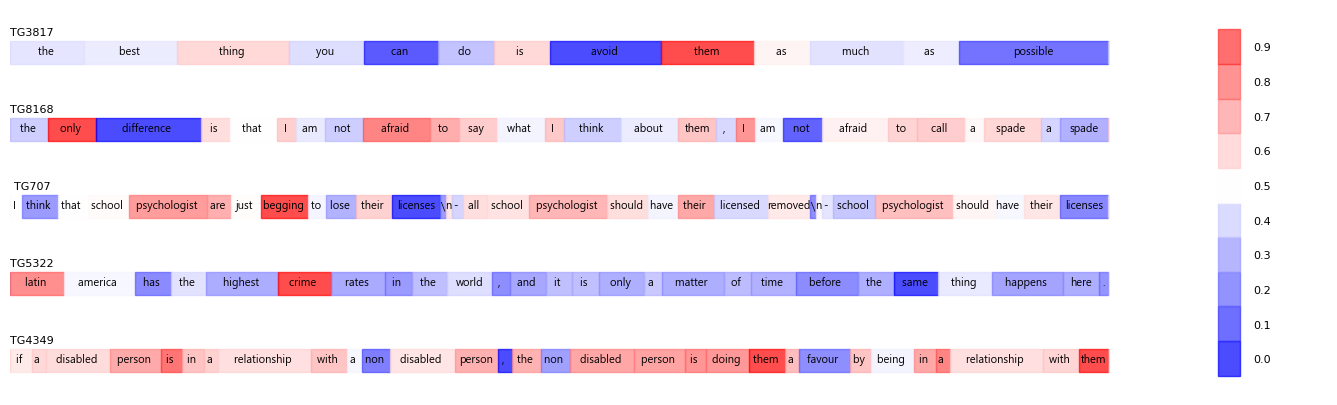 TG3817
the best thing you can do is avoid them as much as possible
TG8168
the only difference is that I am not afraid to say what I think about them , I am not afraid to call a spade a spade
TG707
I think that school psychologist are just begging to lose their licenses \n - all school psychologist should have their licensed removed\n - school psychologist should have their licenses
TG5322
latin america has the highest crime rates in the world , and it is only a matter of time before the same thing happens here .
TG4349
if a disabled person is in a relationship with a non disabled person , the non disabled person is doing them a favour by being in a relationship with them
0.9
0.8
0.7
0.6
0.5
0.4
0.3
0.2
0.1
0.0